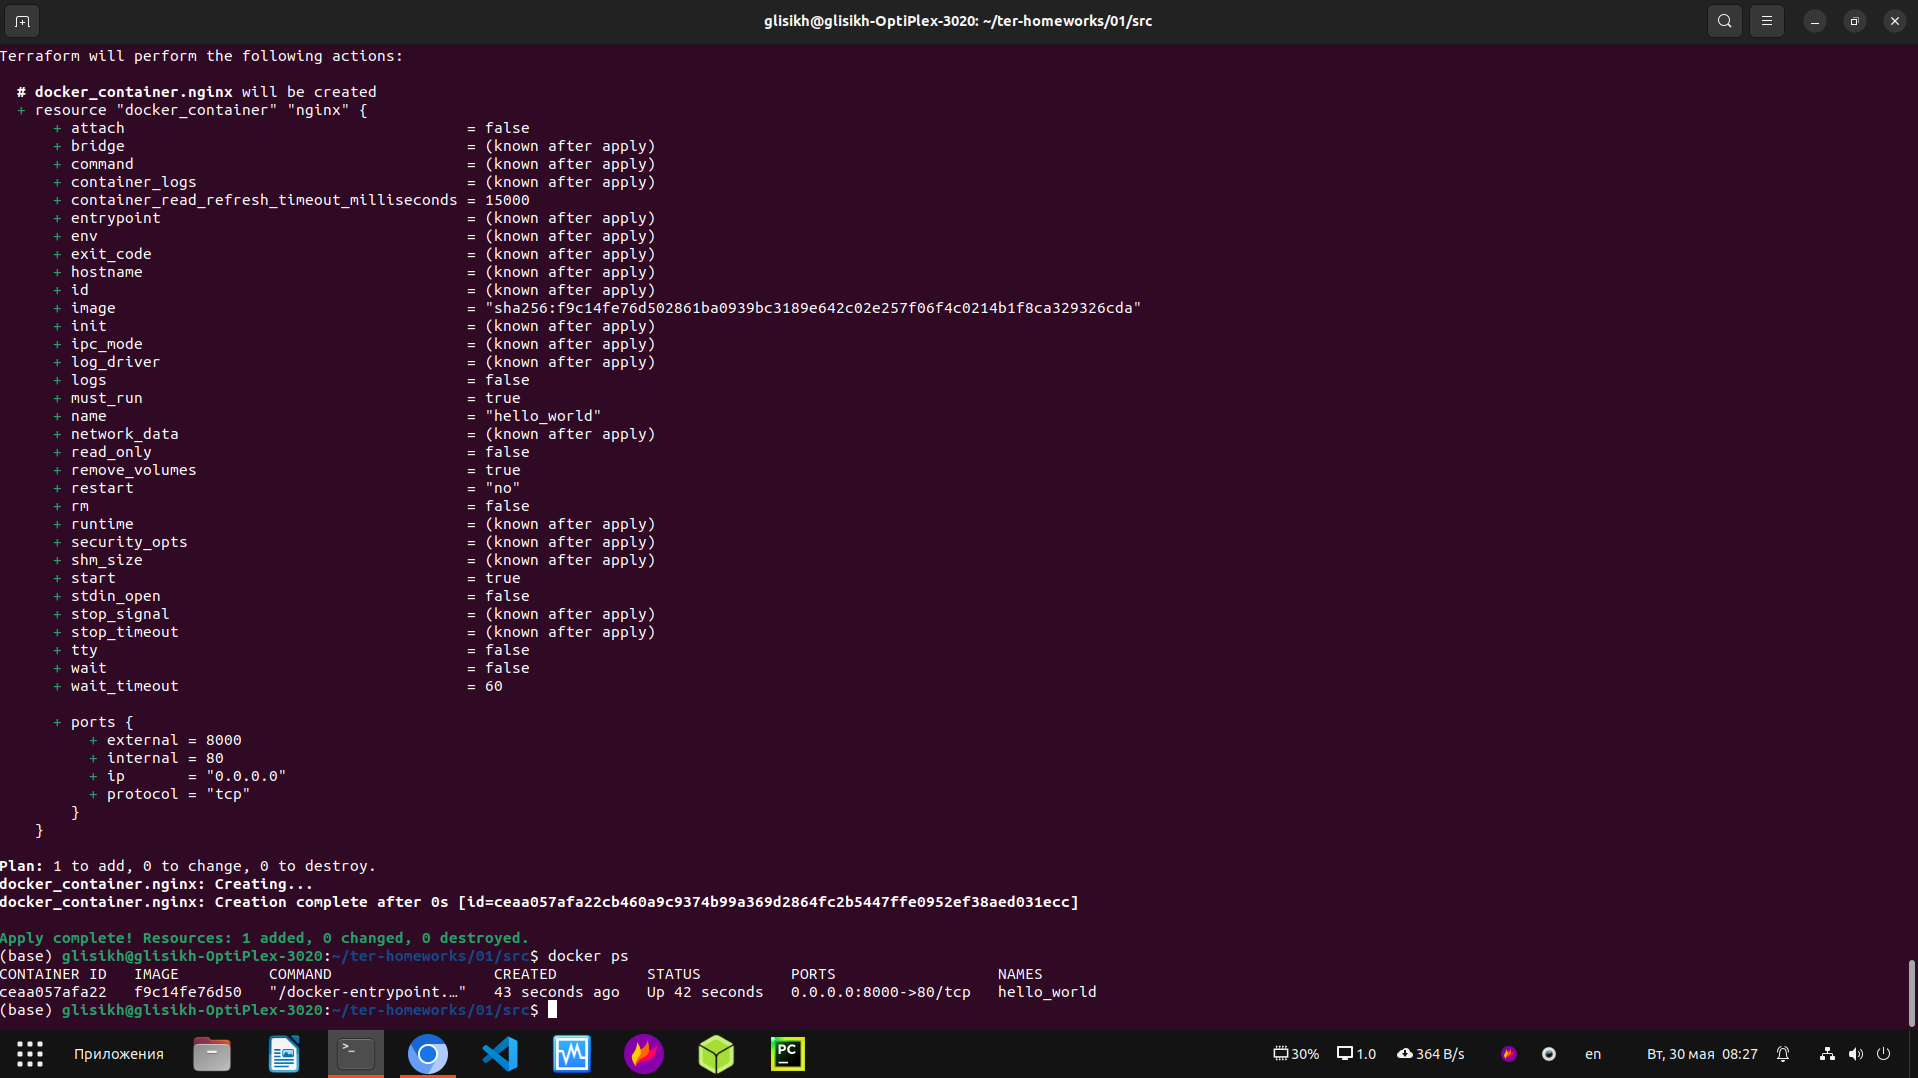 glisikh@glisikh-OptiPlex-3020: ~/ter-homeworks/01/src
Terraform will perform the following actions:
# docker_container.nginx will be created
+ resource "docker_container" "nginx" {
+ attach = false
+ bridge = (known after apply)
+ command = (known after apply)
+ container_logs = (known after apply)
+ container_read_refresh_timeout_milliseconds = 15000
+ entrypoint = (known after apply)
+ env = (known after apply)
+ exit_code = (known after apply)
+ hostname = (known after apply)
+ id = (known after apply)
+ image = "sha256:f9c14fe76d502861ba0939bc3189e642c02e257f06f4c0214b1f8ca329326cda"
+ init = (known after apply)
+ ipc_mode = (known after apply)
+ log_driver = (known after apply)
+ logs = false
+ must_run = true
+ name = "hello_world"
+ network_data = (known after apply)
+ read_only = false
+ remove_volumes = true
+ restart = "no"
+ rm = false
+ runtime = (known after apply)
+ security_opts = (known after apply)
+ shm_size = (known after apply)
+ start = true
+ stdin_open = false
+ stop_signal = (known after apply)
+ stop_timeout = (known after apply)
+ tty = false
+ wait = false
+ wait_timeout = 60
+ ports {
+ external = 8000
+ internal = 80
+ ip = "0.0.0.0"
+ protocol = "tcp"
}
}
Plan: 1 to add, 0 to change, 0 to destroy.
docker_container.nginx: Creating...
docker_container.nginx: Creation complete after 0s [id=ceaa057afa22cb460a9c9374b99a369d2864fc2b5447ffe0952ef38aed031ecc]
Apply complete! Resources: 1 added, 0 changed, 0 destroyed.
(base) glisikh@glisikh-OptiPlex-3020:~/ter-homeworks/01/src$ docker ps
CONTAINER ID IMAGE COMMAND CREATED STATUS PORTS NAMES
ceaa057afa22 f9c14fe76d50 "/docker-entrypoint.…" 43 seconds ago Up 42 seconds 0.0.0.0:8000->80/tcp hello_world
(base) glisikh@glisikh-OptiPlex-3020:~/ter-homeworks/01/src$
Приложения >_ PC 30% 1.0 364 B/s en Вт, 30 мая 08:27